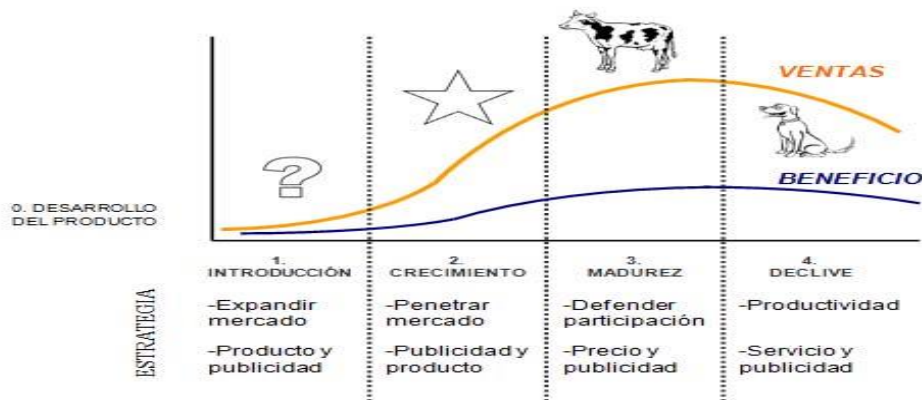 VENTAS
BENEFICIO
0. DESARROLLO
DEL PRODUCTO
1.
INTRODUCCIÓN
2.
CRECIMIENTO
3.
MADUREZ
4.
DECLIVE
ESTRATEGIA
-Expandir
mercado
-Producto y
publicidad
-Penetrar
mercado
-Publicidad y
producto
-Defender
participación
-Precio y
publicidad
-Productividad
-Servicio y
publicidad